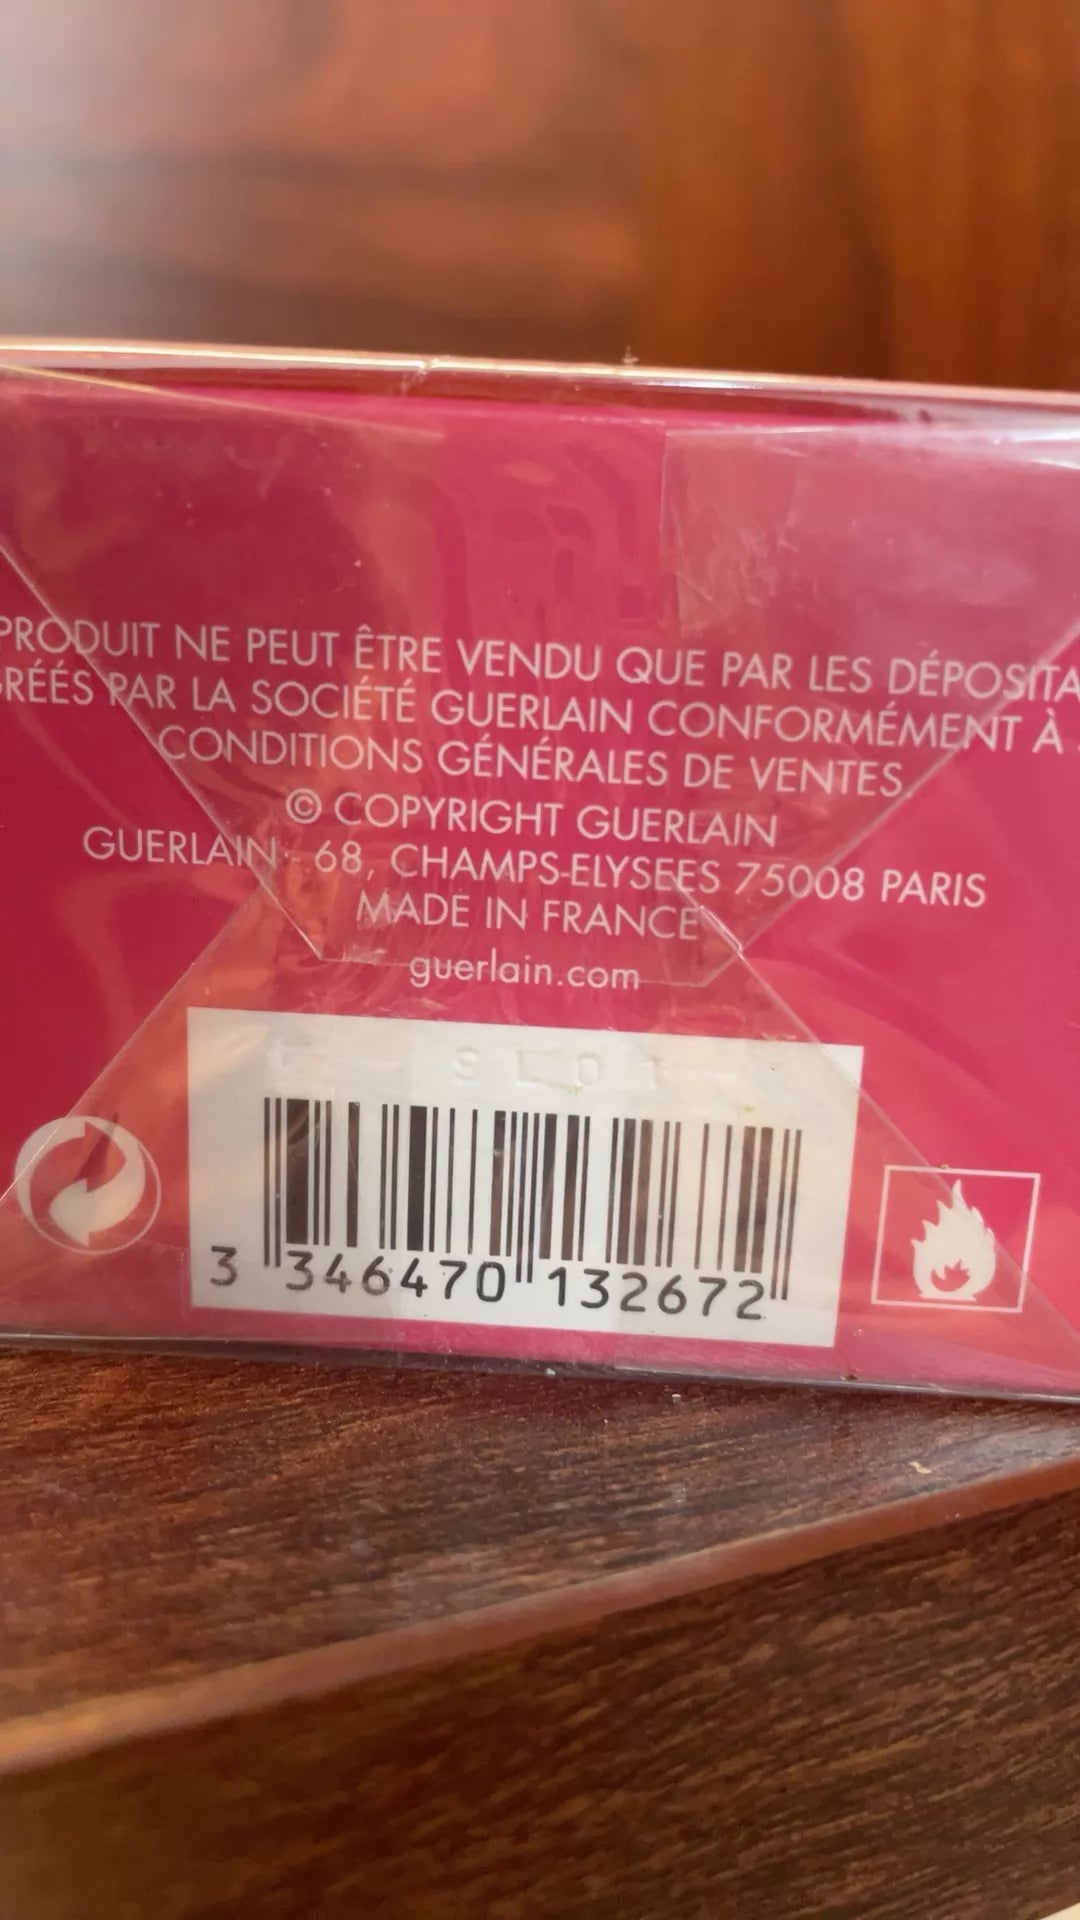 PRODUIT NE PEUT ÊTRE VENDU QUE PAR LES DÉPOSITA
GRÉÉS PAR LA SOCIÉTÉ GUERLAIN CONFORMÉMENT À
CONDITIONS GÉNÉRALES DE VENTES
© COPYRIGHT GUERLAIN
GUERLAIN - 68, CHAMPS-ELYSEES 75008 PARIS
MADE IN FRANCE
guerlain.com
3 346470 132672